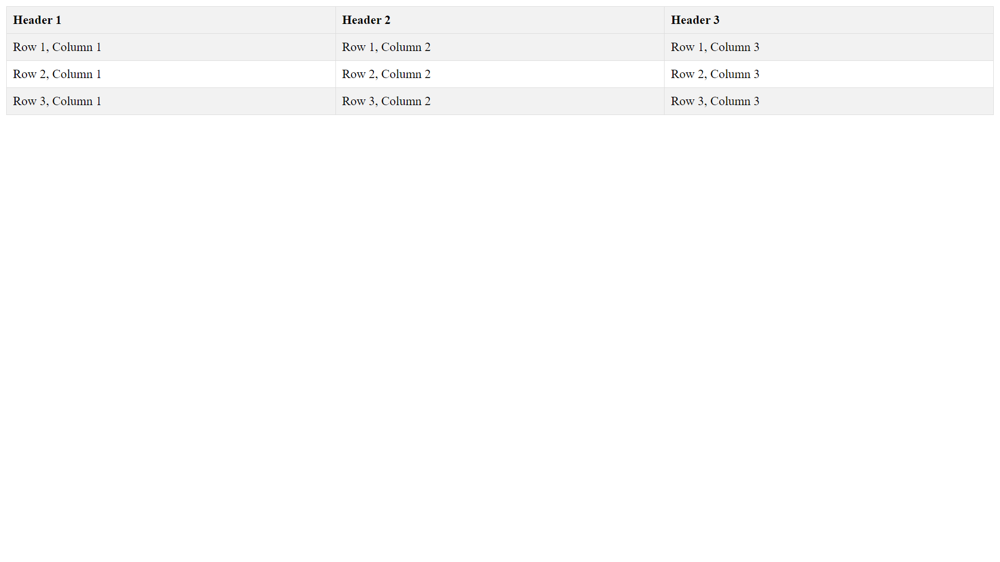 Header 1 Header 2 Header 3
Row 1, Column 1 Row 1, Column 2 Row 1, Column 3
Row 2, Column 1 Row 2, Column 2 Row 2, Column 3
Row 3, Column 1 Row 3, Column 2 Row 3, Column 3